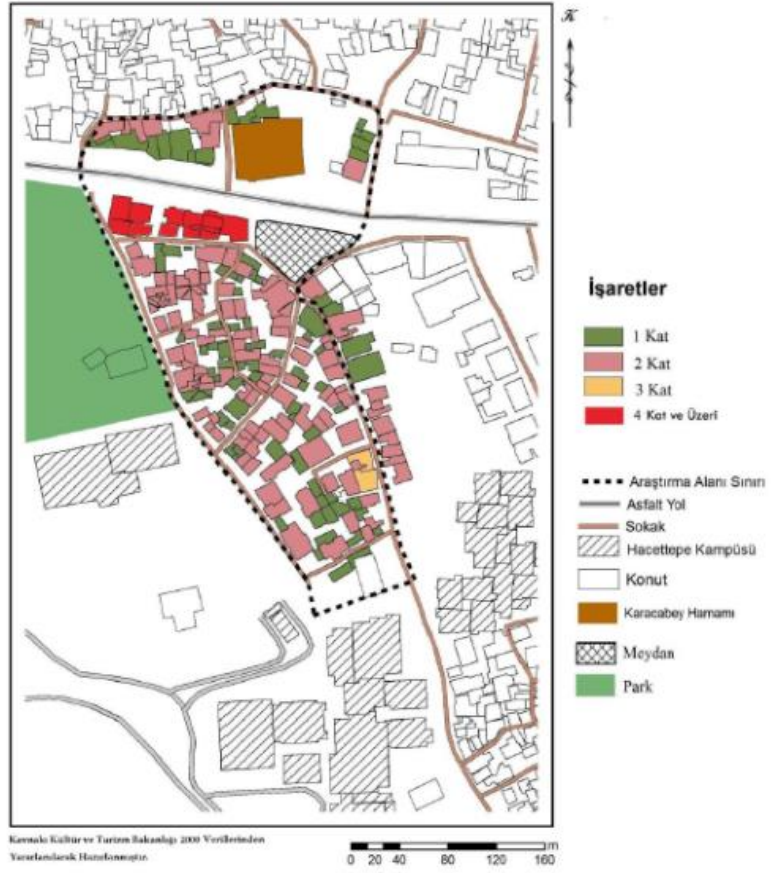 K
İşaretler
1 Kat
2 Kat
3 Kat
4 Kat ve Üzeri
Araştırma Alanı Sınırı
Asfalt Yol
Sokak
Hacettepe Kampüsü
Konut
Karacabey Hamamı
Meydan
Park
Kaynak: Kültür ve Turizm Bakanlığı 2009 Verilerinden
Yararlanılarak Hazırlanmıştır.
m
0 20 40 80 120 160